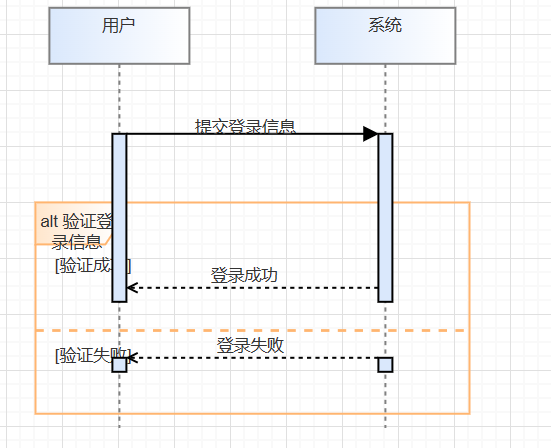 用户
系统
提交登录信息
alt 验证登
录信息
[验证成功]
登录成功
登录失败
[验证失败]